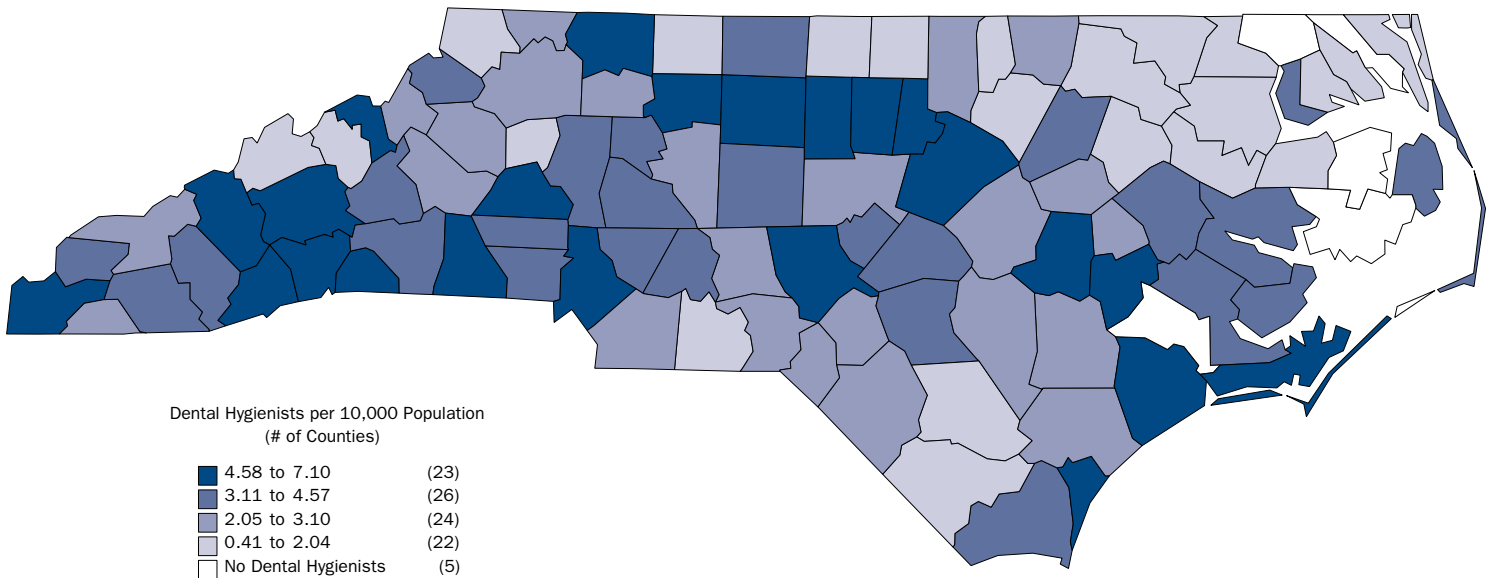 Dental Hygienists per 10,000 Population
(# of Counties)
4.58 to 7.10 (23)
3.11 to 4.57 (26)
2.05 to 3.10 (24)
0.41 to 2.04 (22)
No Dental Hygienists (5)